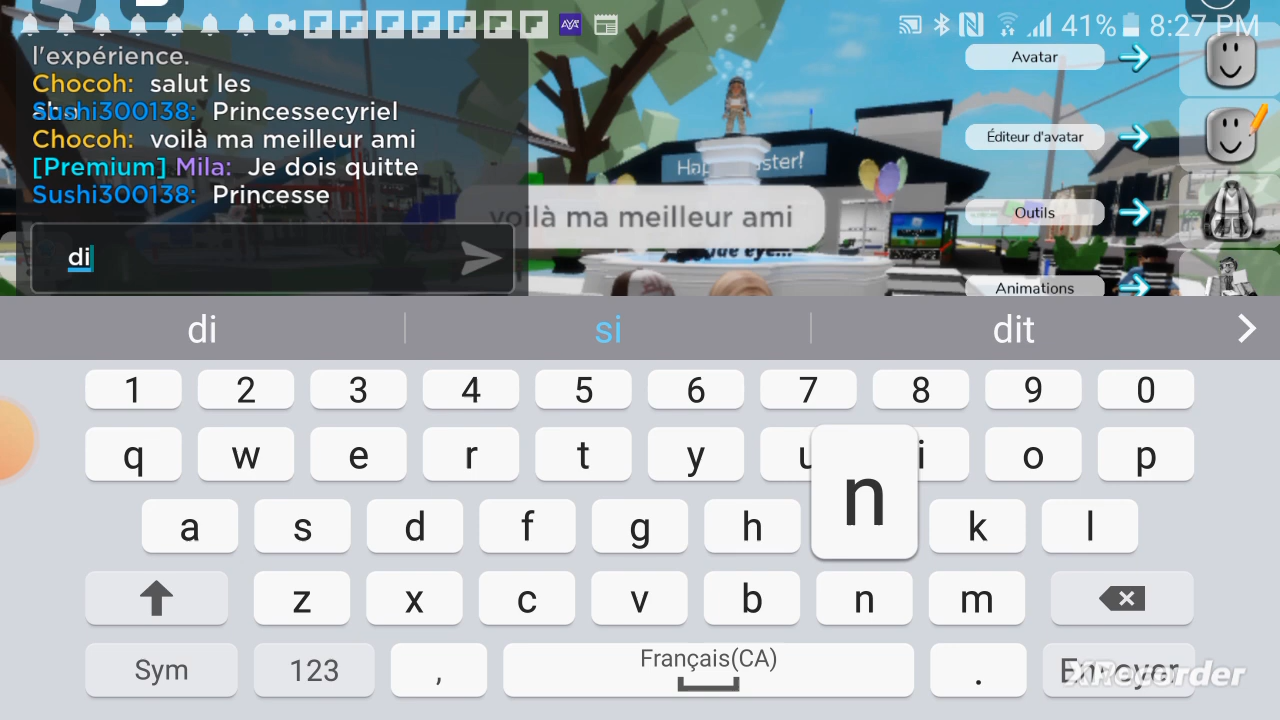 41% 8:27 PM
l'expérience.
Chocoh: salut les
Sushi300138: Princessecyriel
Chocoh: voilà ma meilleur ami
[Premium] Mila: Je dois quitte
Sushi300138: Princesse
di
voilà ma meilleur ami
Avatar
Éditeur d'avatar
Outils
Animations
di si dit
1 2 3 4 5 6 7 8 9 0
q w e r t y u i o p
a s d f g h n k l
z x c v b n m
Sym 123 , Français(CA) . Envoyer
XRecorder